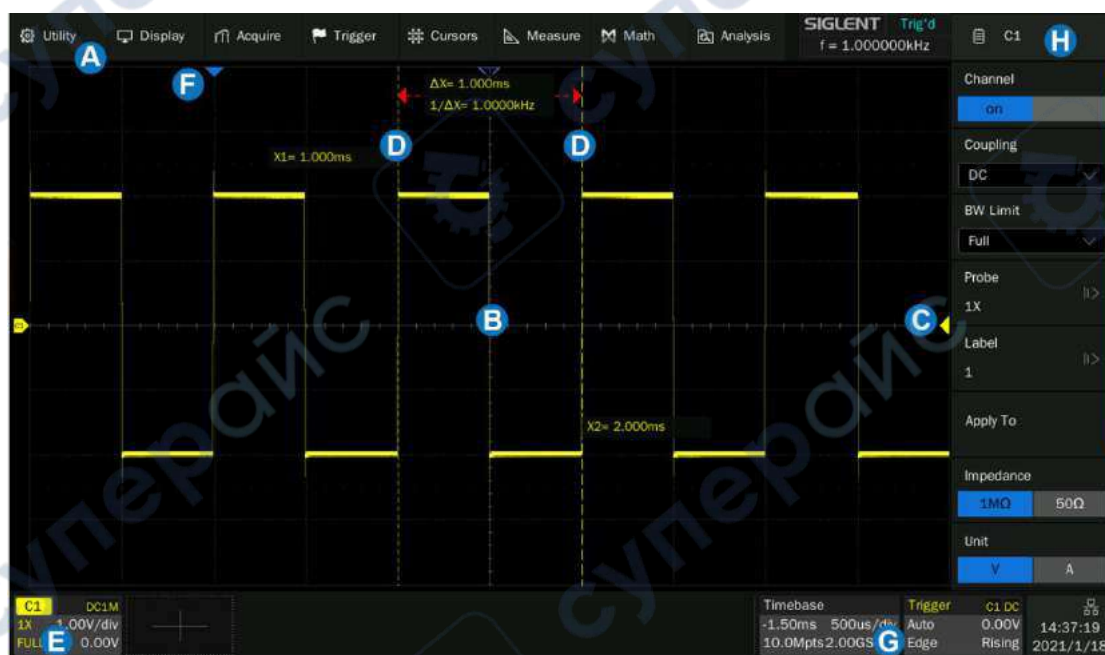 Utility
Display
Acquire
Trigger
Cursors
Measure
Math
Analysis
SIGLENT Trig'd
f = 1.000000kHz
C1
H
A
F
ΔX= 1.000ms
1/ΔX= 1.0000kHz
D
D
X1= 1.000ms
B
C
X2= 2.000ms
Channel
on
Coupling
DC
BW Limit
Full
Probe
1X
Label
1
Apply To
Impedance
1MΩ 50Ω
Unit
V A
C1 DC1M
1X 1.00V/div
FULL E 0.00V
Timebase
-1.50ms 500us/div
10.0Mpts 2.00GS
G
Trigger C1 DC
Auto 0.00V
Edge Rising
14:37:19
2021/1/18
суперайс
суперайс
суперайс